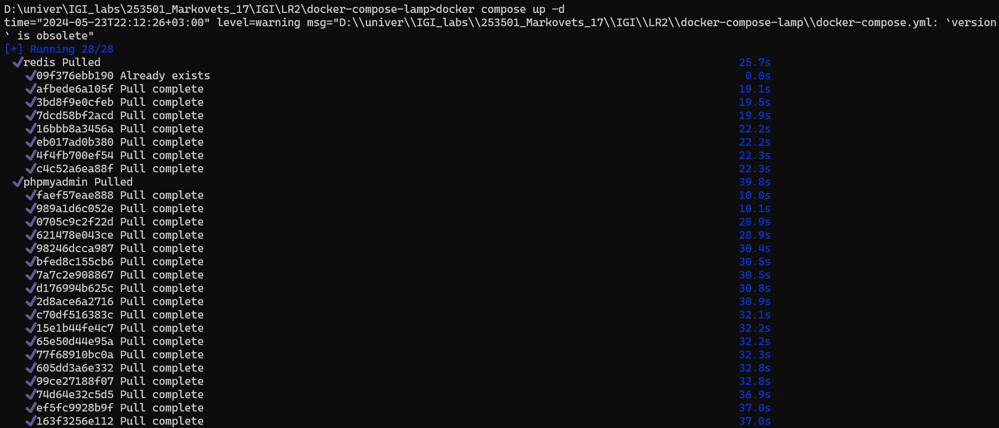 D:\univer\IGI_labs\253501_Markovets_17\IGI\LR2\docker-compose-lamp>docker compose up -d
time="2024-05-23T22:12:26+03:00" level=warning msg="D:\\univer\\IGI_labs\\253501_Markovets_17\\IGI\\LR2\\docker-compose-lamp\\docker-compose.yml: `version
` is obsolete"
[+] Running 28/28
✔redis Pulled 25.7s
✔09f376ebb190 Already exists 0.0s
✔afbede6a105f Pull complete 19.1s
✔3bd8f9e0cfeb Pull complete 19.5s
✔7dcd58bf2acd Pull complete 19.9s
✔16bbb8a3456a Pull complete 22.2s
✔eb017ad0b380 Pull complete 22.2s
✔4f4fb700ef54 Pull complete 22.3s
✔c4c52a6ea88f Pull complete 22.3s
✔phpmyadmin Pulled 39.8s
✔faef57eae888 Pull complete 10.0s
✔989a1d6c052e Pull complete 10.1s
✔0705c9c2f22d Pull complete 28.9s
✔621478e043ce Pull complete 28.9s
✔98246dcca987 Pull complete 30.4s
✔bfed8c155cb6 Pull complete 30.5s
✔7a7c2e908867 Pull complete 30.5s
✔d176994b625c Pull complete 30.8s
✔2d8ace6a2716 Pull complete 30.9s
✔c70df516383c Pull complete 32.1s
✔15e1b44fe4c7 Pull complete 32.2s
✔65e50d44e95a Pull complete 32.2s
✔77f68910bc0a Pull complete 32.3s
✔605dd3a6e332 Pull complete 32.8s
✔99ce27188f07 Pull complete 32.8s
✔74d64e32c5d5 Pull complete 36.9s
✔ef5fc9928b9f Pull complete 37.0s
✔163f3256e112 Pull complete 37.0s